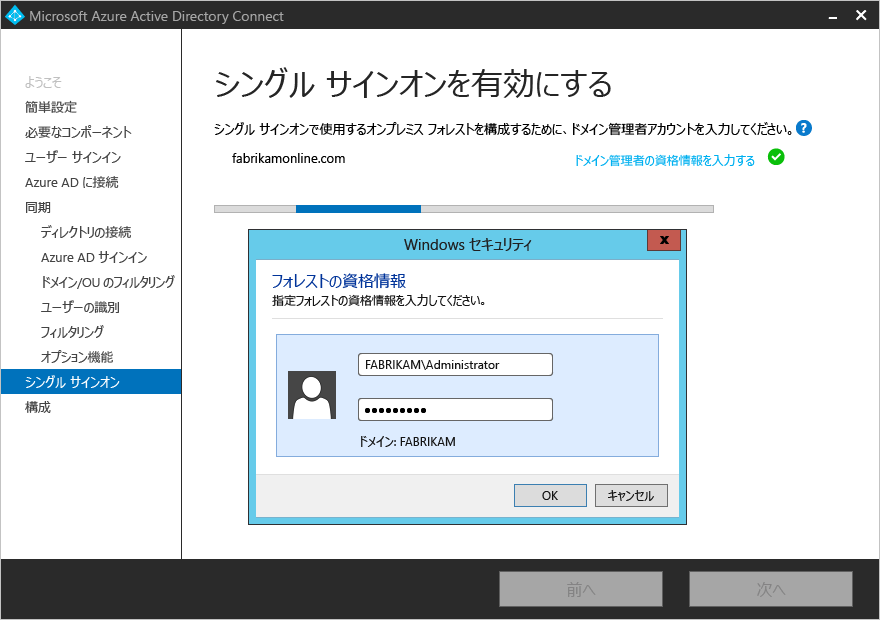 Microsoft Azure Active Directory Connect
ようこそ
簡単設定
必要なコンポーネント
ユーザー サインイン
Azure AD に接続
同期
ディレクトリの接続
Azure AD サインイン
ドメイン/OU のフィルタリング
ユーザーの識別
フィルタリング
オプション機能
シングル サインオン
構成
シングル サインオンを有効にする
シングル サインオンで使用するオンプレミス フォレストを構成するために、ドメイン管理者アカウントを入力してください。 ?
fabrikamonline.com ドメイン管理者の資格情報を入力する
Windows セキュリティ x
フォレストの資格情報
指定フォレストの資格情報を入力してください。
FABRIKAM\Administrator
●●●●●●●●●
ドメイン: FABRIKAM
OK キャンセル
前へ 次へ